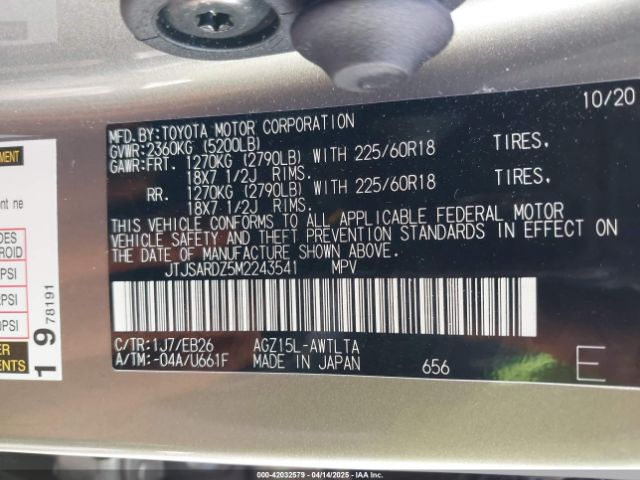 10/20
MFD.BY:TOYOTA MOTOR CORPORATION
GVWR:2360KG (5200LB)
GAWR:FRT. 1270KG (2790LB) WITH 225/60R18 TIRES,
18X7 1/2J RIMS.
RR. 1270KG (2790LB) WITH 225/60R18 TIRES,
18X7 1/2J RIMS.
THIS VEHICLE CONFORMS TO ALL APPLICABLE FEDERAL MOTOR
VEHICLE SAFETY AND THEFT PREVENTION STANDARDS IN EFFECT ON
THE DATE OF MANUFACTURE SHOWN ABOVE.
JTJSARDZ5M2243541 MPV
C/TR:1J7/EB26 AGZ15L-AWTLTA
A/TM:-04A/U661F MADE IN JAPAN 656 E
PSI
PSI
PSI
1 9 78191
000-42032579 - 04/14/2025 - IAA Inc.